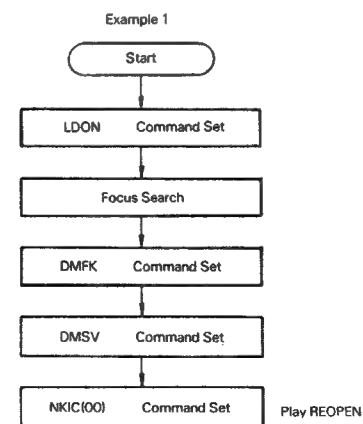 Example 1
Start
LDON Command Set
Focus Search
DMFK Command Set
DMSV Command Set
NKIC(00) Command Set Play REOPEN